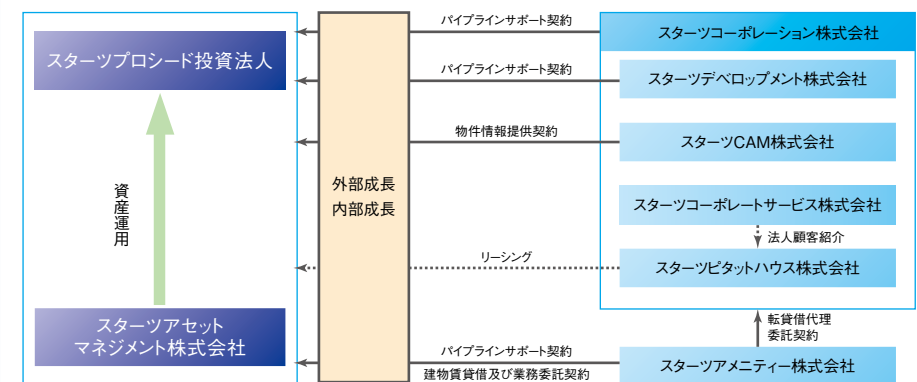 パイプラインサポート契約
スターツコーポレーション株式会社
スタープロシード投資法人
パイプラインサポート契約
スターツデベロップメント株式会社
物件情報提供契約
スターツCAM株式会社
資産運用
外部成長
内部成長
スターツコーポレートサービス株式会社
法人顧客紹介
リーシング
スターツピタットハウス株式会社
スターツアセット
マネジメント株式会社
転貸借代理
委託契約
パイプラインサポート契約
建物賃貸借及び業務委託契約
スターツアメニティー株式会社